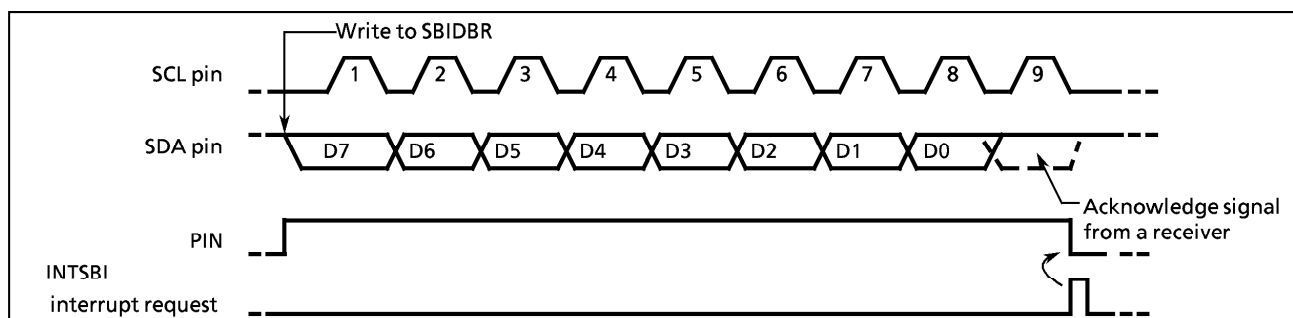 Write to SBIDBR
SCL pin
1 2 3 4 5 6 7 8 9
SDA pin
D7 D6 D5 D4 D3 D2 D1 D0
Acknowledge signal
from a receiver
PIN
INTSBI
interrupt request